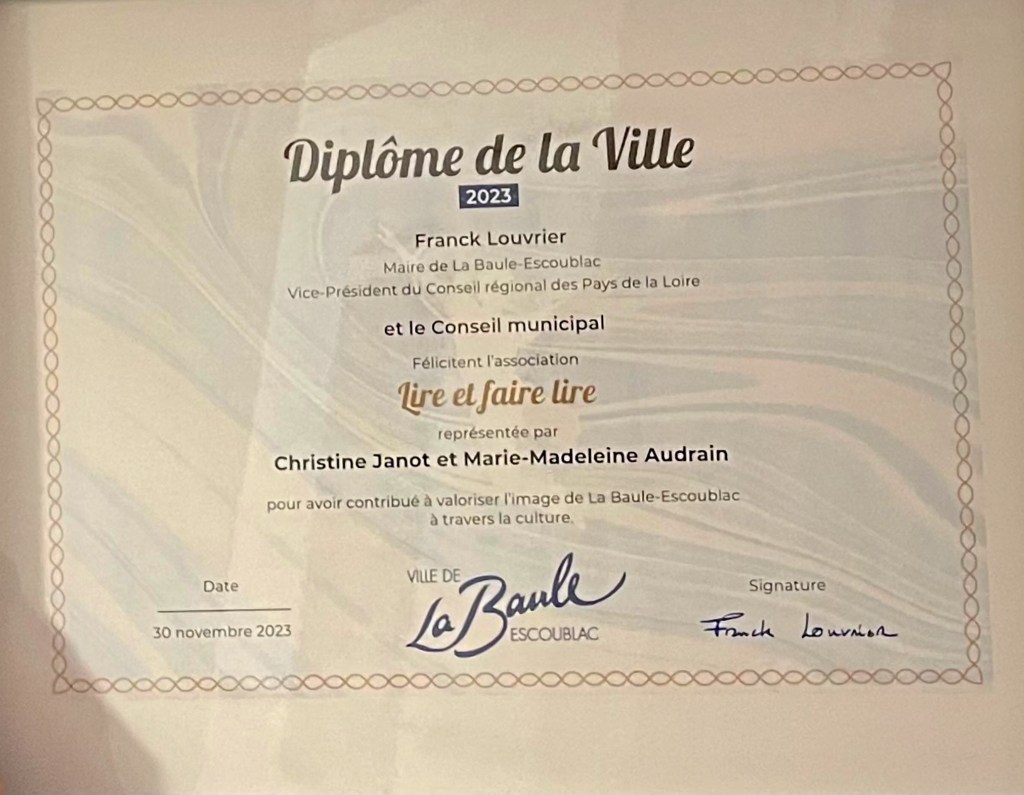 Diplôme de la Ville
2023
Franck Louvrier
Maire de La Baule-Escoublac
Vice-Président du Conseil régional des Pays de la Loire
et le Conseil municipal
Félicitent l'association
Lire et faire lire
représentée par
Christine Janot et Marie-Madeleine Audrain
pour avoir contribué à valoriser l'image de La Baule-Escoublac
à travers la culture.
Date
30 novembre 2023
VILLE DE
La Baule
ESCOUBLAC
Signature
Franck Louvrier